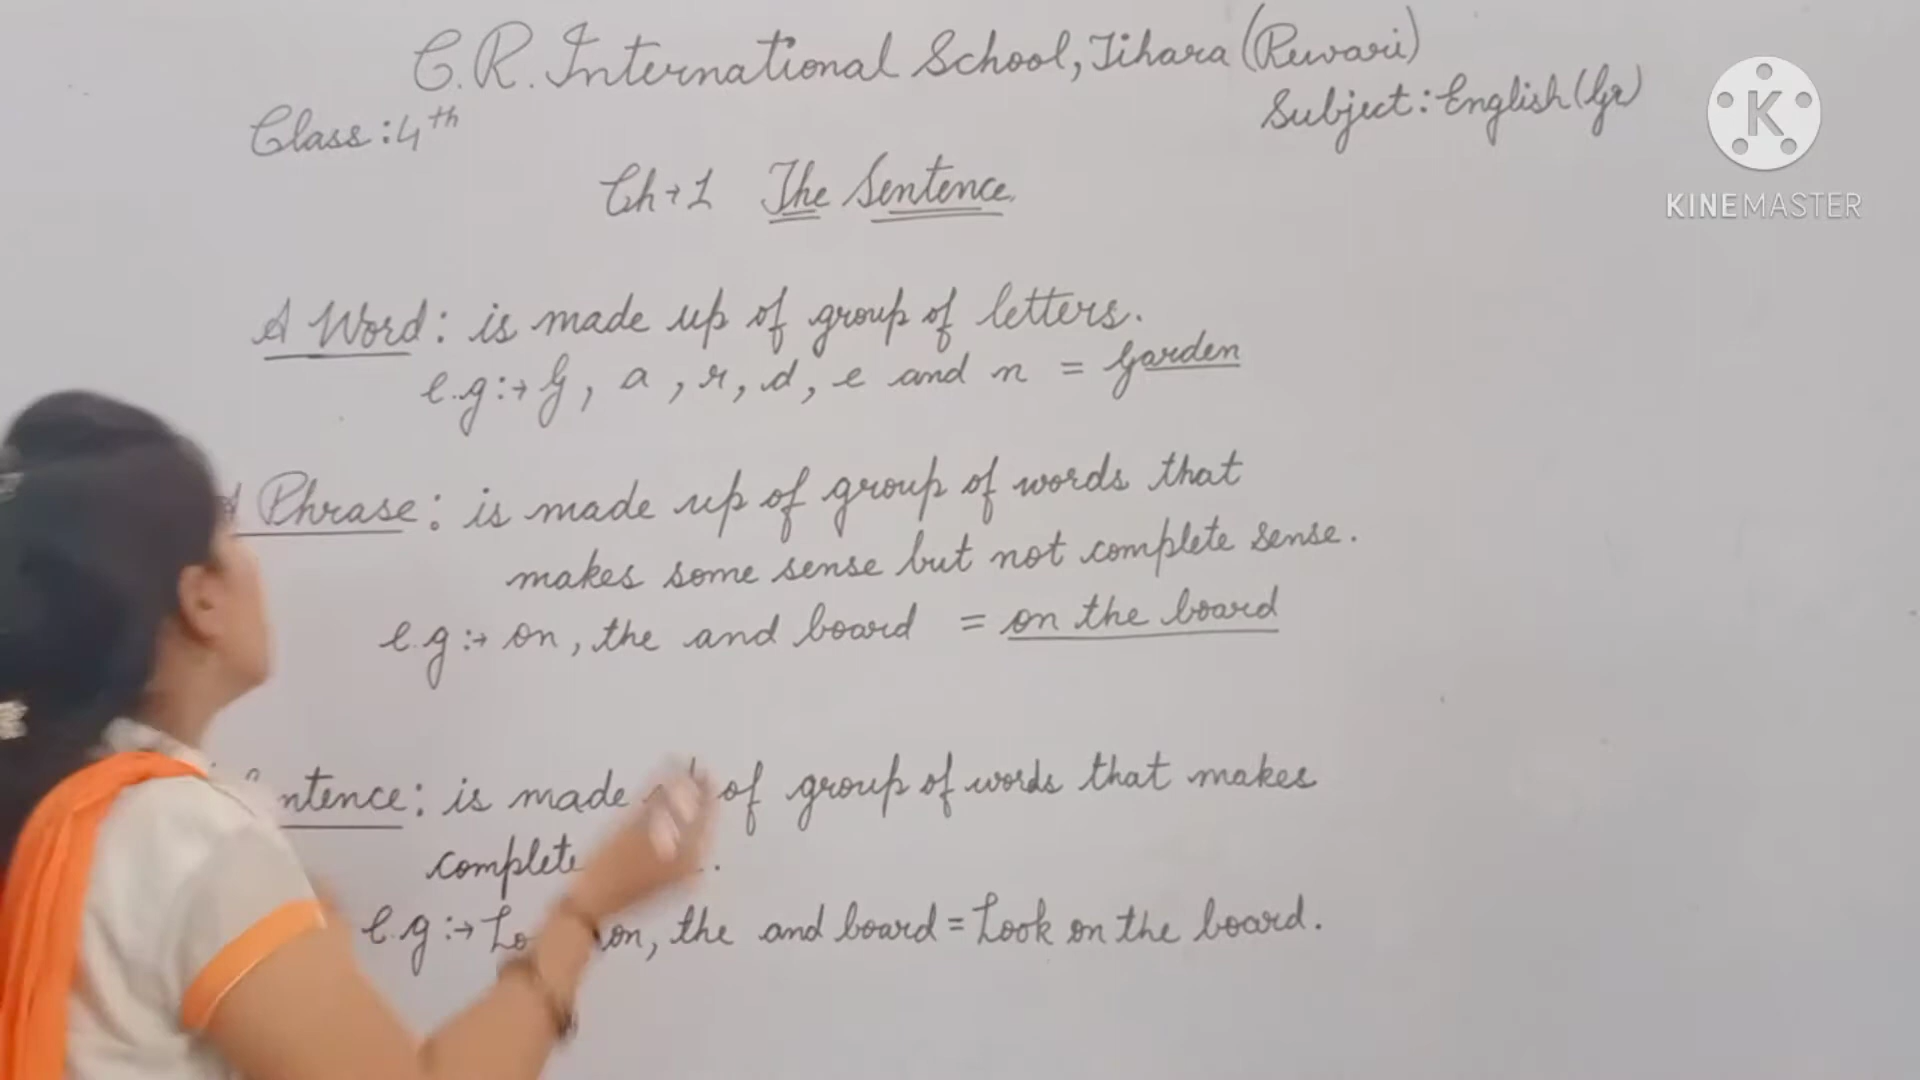 C.R. International School, Jihara (Rewari)
Class: 4th
Subject: English (Gr)
K
KINEMASTER
Ch→1 The Sentence
A Word: is made up of group of letters.
e.g:→ G, a, r, d, e and n = Garden
A Phrase: is made up of group of words that
makes some sense but not complete sense.
e.g:→ on, the and board = on the board
ntence: is made of group of words that makes
complete .
e.g:→ on, the and board = Look on the board.